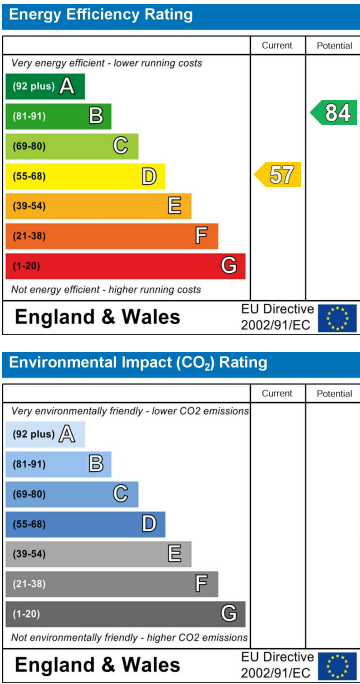 Energy Efficiency Rating
Current Potential
Very energy efficient - lower running costs
(92 plus) A
(81-91) B
84
(69-80) C
(55-68) D
57
(39-54) E
(21-38) F
(1-20) G
Not energy efficient - higher running costs
England & Wales
EU Directive
2002/91/EC
Environmental Impact (CO₂) Rating
Current Potential
Very environmentally friendly - lower CO2 emissions
(92 plus) A
(81-91) B
(69-80) C
(55-68) D
(39-54) E
(21-38) F
(1-20) G
Not environmentally friendly - higher CO2 emissions
England & Wales
EU Directive
2002/91/EC